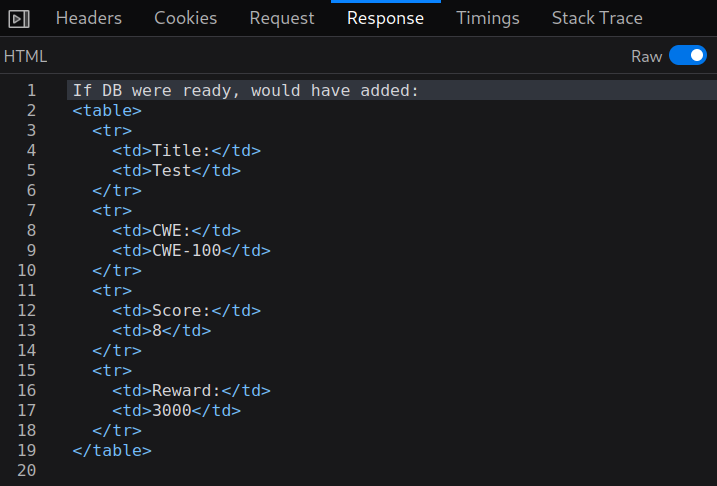 Headers Cookies Request Response Timings Stack Trace
HTML Raw
1 If DB were ready, would have added:
2 <table>
3   <tr>
4     <td>Title:</td>
5     <td>Test</td>
6   </tr>
7   <tr>
8     <td>CWE:</td>
9     <td>CWE-100</td>
10   </tr>
11   <tr>
12     <td>Score:</td>
13     <td>8</td>
14   </tr>
15   <tr>
16     <td>Reward:</td>
17     <td>3000</td>
18   </tr>
19 </table>
20